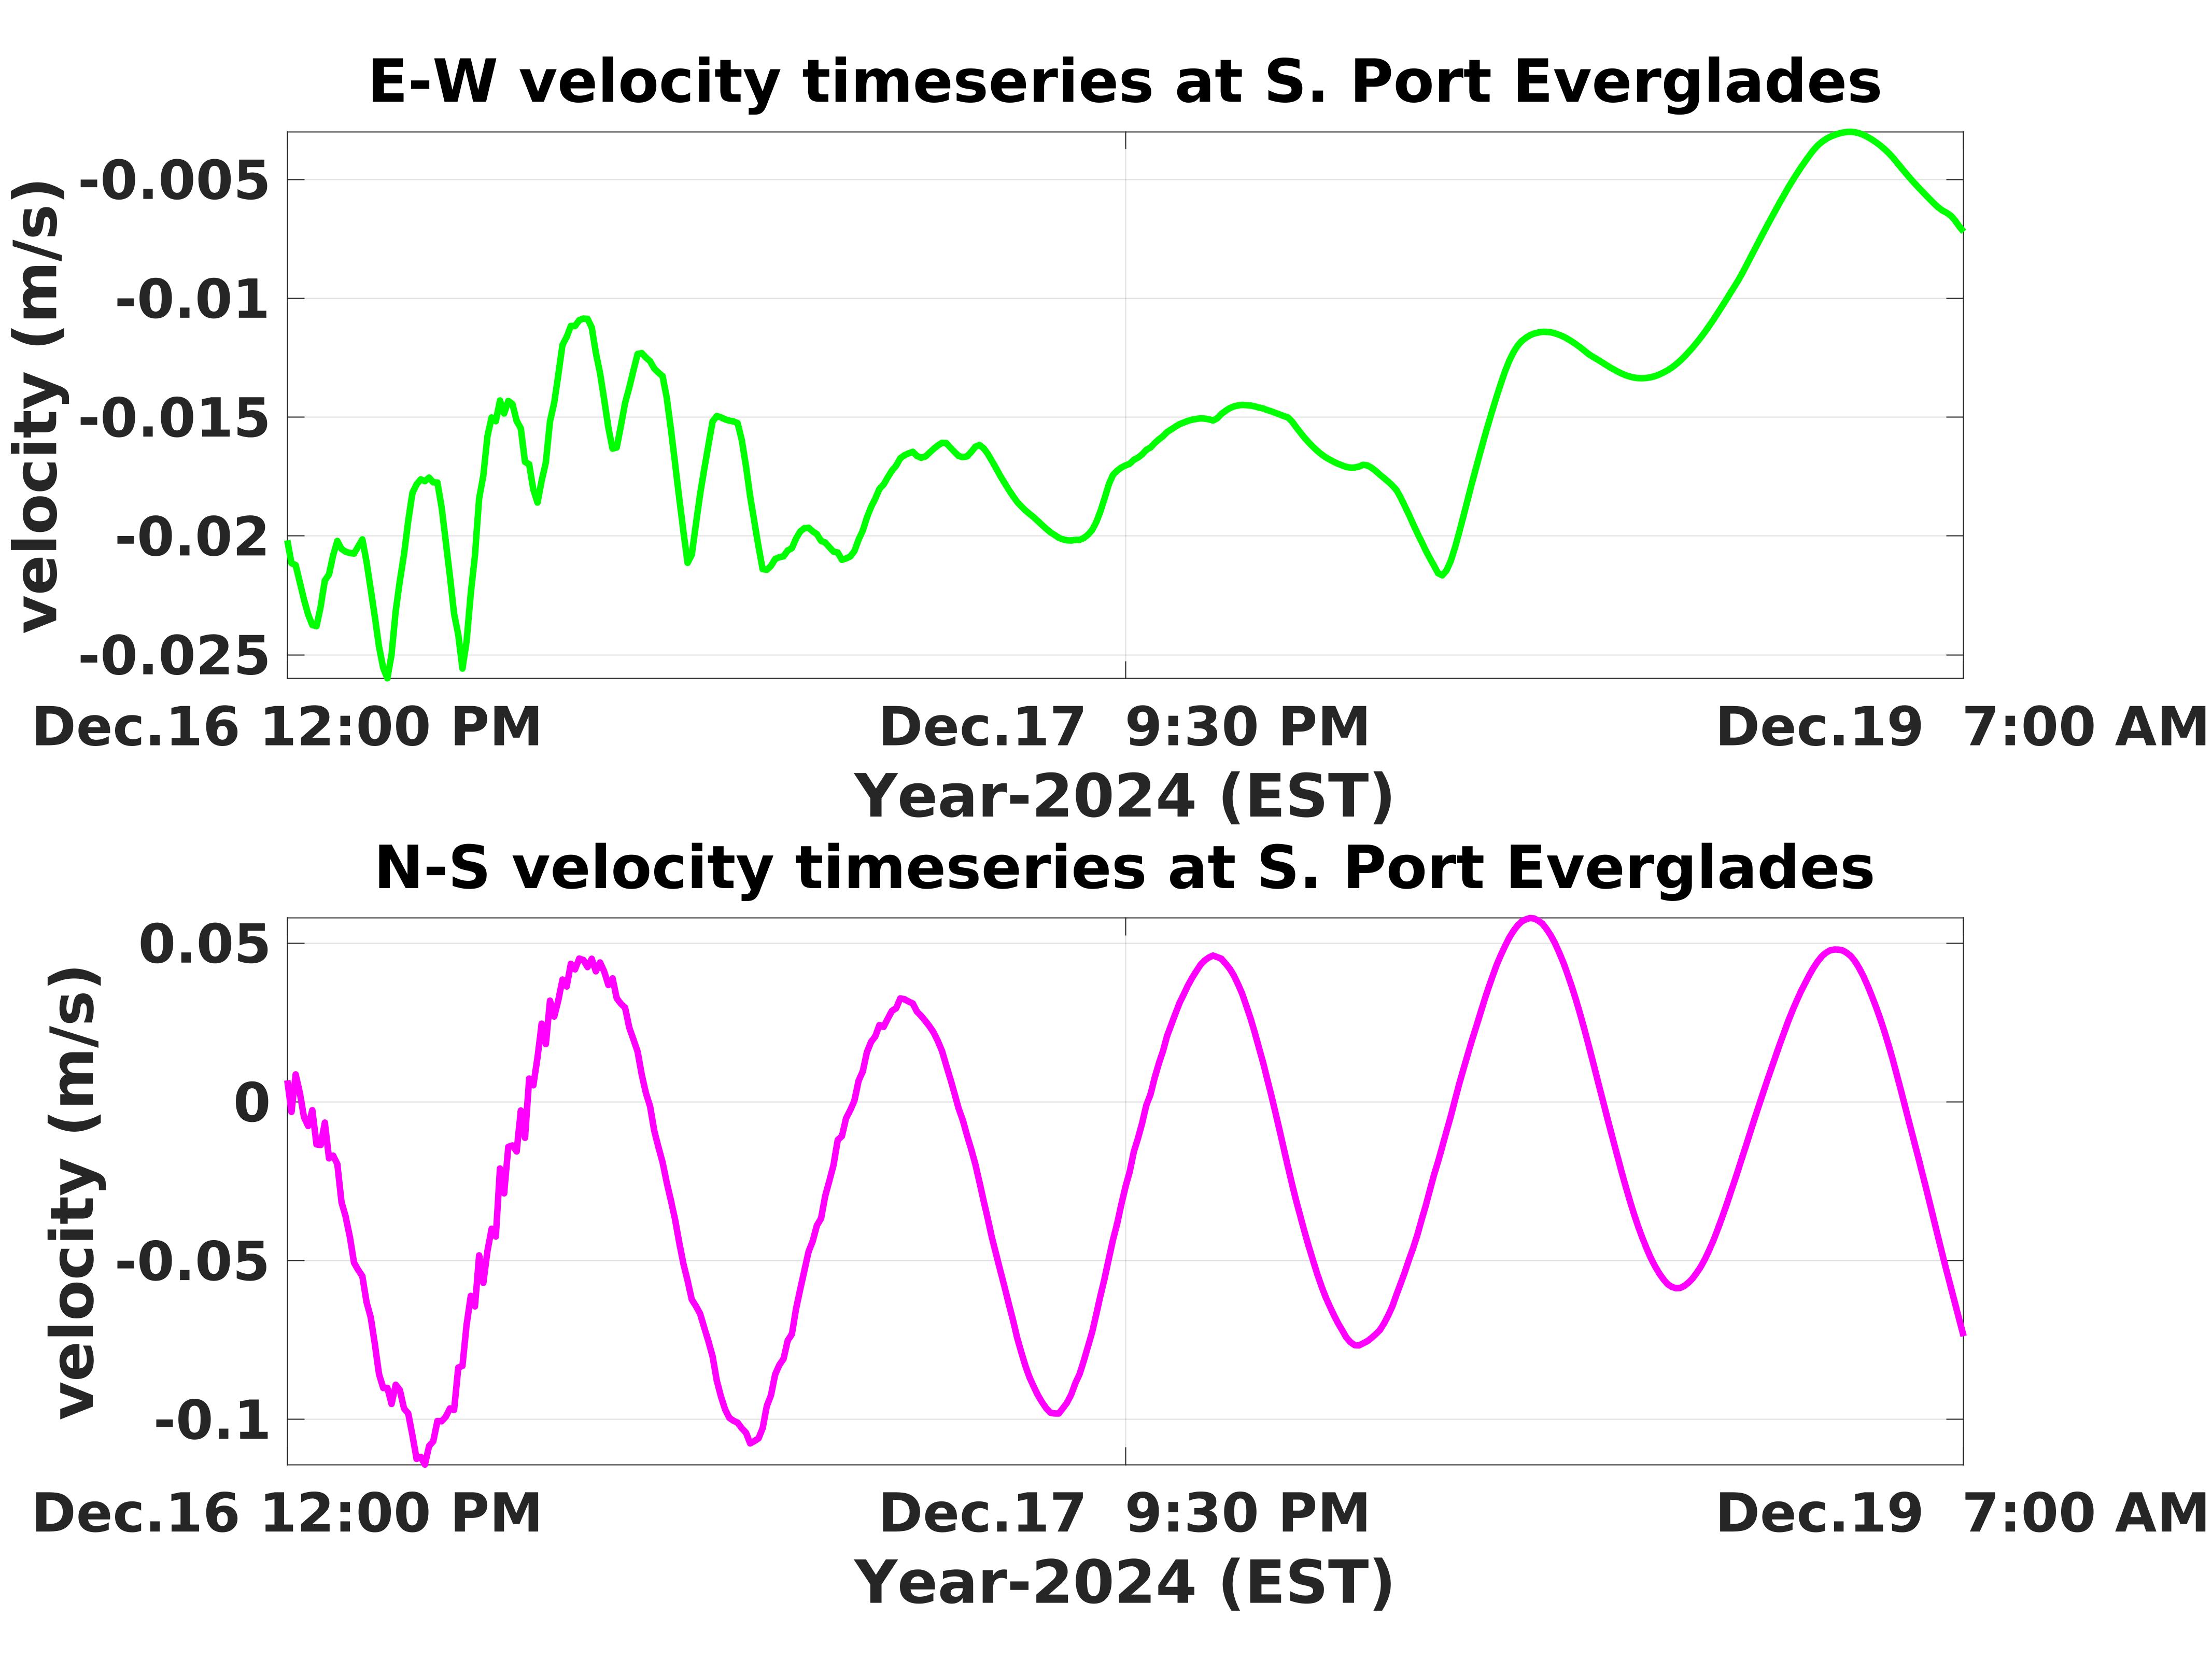 E-W velocity timeseries at S. Port Everglades
velocity (m/s)
-0.005
-0.01
-0.015
-0.02
-0.025
Dec.16 12:00 PM
Dec.17 9:30 PM
Dec.19 7:00 AM
Year-2024 (EST)
N-S velocity timeseries at S. Port Everglades
velocity (m/s)
0.05
0
-0.05
-0.1
Dec.16 12:00 PM
Dec.17 9:30 PM
Dec.19 7:00 AM
Year-2024 (EST)